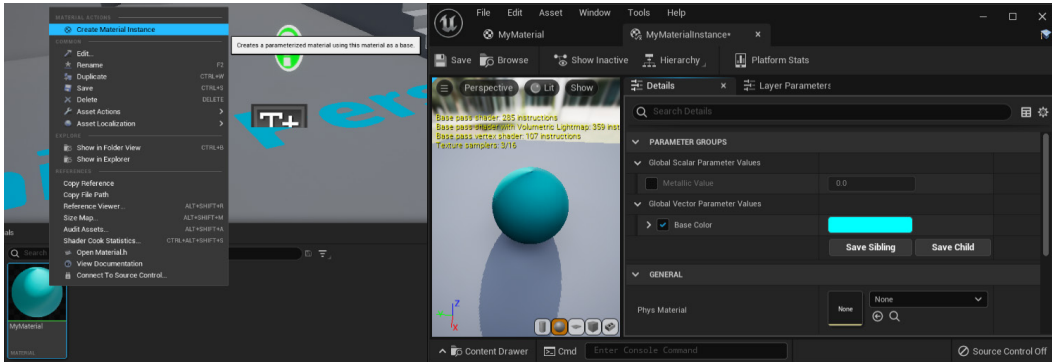 MATERIAL ACTIONS
Create Material Instance
Creates a parameterized material using this material as a base.
COMMON
Edit...
Rename F2
Duplicate CTRL+W
Save CTRL+S
Delete DELETE
Asset Actions
Asset Localization
EXPLORE
Show in Folder View CTRL+B
Show in Explorer
REFERENCES
Copy Reference
Copy File Path
Reference Viewer... ALT+SHIFT+R
Size Map... ALT+SHIFT+M
Audit Assets... ALT+SHIFT+A
Shader Cook Statistics... CTRL+ALT+SHIFT+S
Open Material.h
View Documentation
Connect To Source Control...
T+
als
Search
MyMaterial
MATERIAL
File Edit Asset Window Tools Help
MyMaterial
MyMaterialInstance*
Save Browse Show Inactive Hierarchy Platform Stats
Perspective Lit Show
Base pass shader: 285 instructions
Base pass shader with Volumetric Lightmap: 359 inst
Base pass vertex shader: 107 instructions
Texture samplers: 3/16
Z
X
Details
Layer Parameters
Search Details
PARAMETER GROUPS
Global Scalar Parameter Values
Metallic Value 0.0
Global Vector Parameter Values
Base Color
Save Sibling Save Child
GENERAL
Phys Material None None
Content Drawer Cmd Enter Console Command Source Control Off